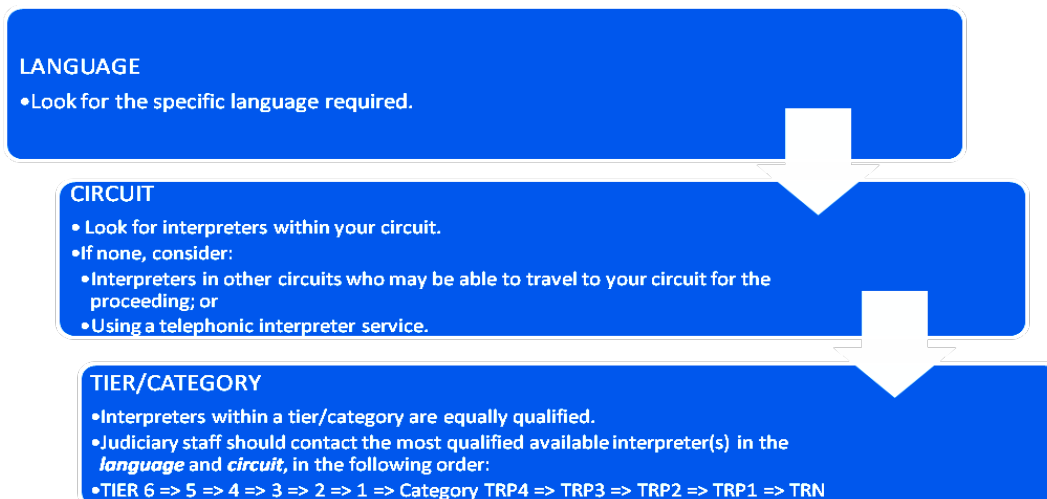 LANGUAGE
•Look for the specific language required.
CIRCUIT
• Look for interpreters within your circuit.
•If none, consider:
•Interpreters in other circuits who may be able to travel to your circuit for the
proceeding; or
•Using a telephonic interpreter service.
TIER/CATEGORY
•Interpreters within a tier/category are equally qualified.
•Judiciary staff should contact the most qualified available interpreter(s) in the
language and circuit, in the following order:
•TIER 6 => 5 => 4 => 3 => 2 => 1 => Category TRP4 => TRP3 => TRP2 => TRP1 => TRN